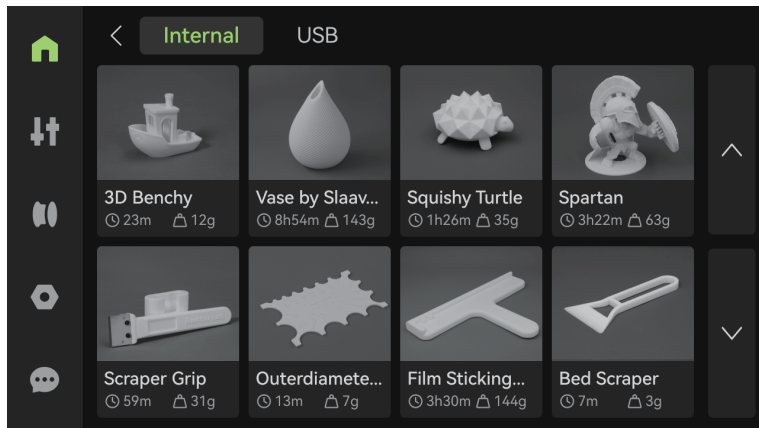 Internal USB
3D Benchy Vase by Slaav... Squishy Turtle Spartan
23m 12g 8h54m 143g 1h26m 35g 3h22m 63g
Scraper Grip Outerdiamete... Film Sticking... Bed Scraper
59m 31g 13m 7g 3h30m 144g 7m 3g